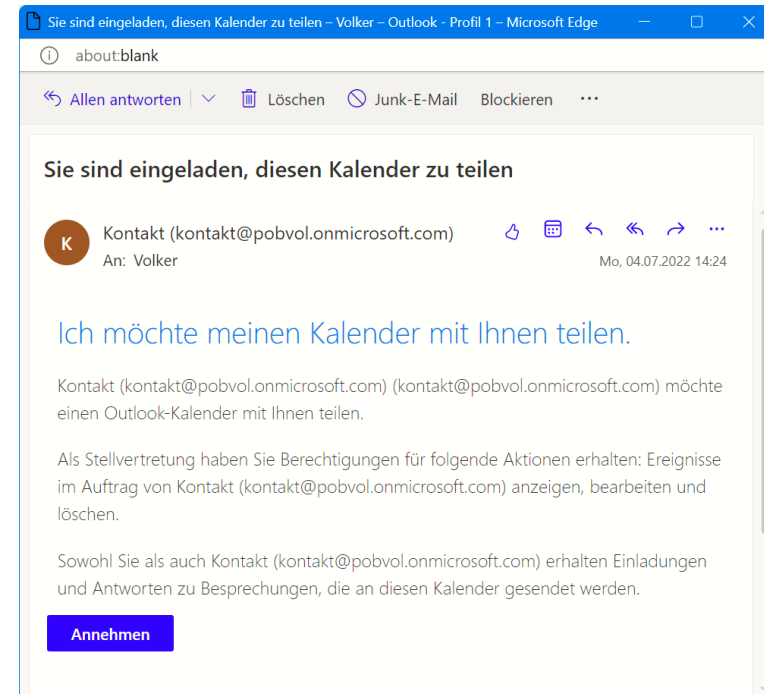 Sie sind eingeladen, diesen Kalender zu teilen – Volker – Outlook - Profil 1 – Microsoft Edge
about:blank
Allen antworten Löschen Junk-E-Mail Blockieren ...
Sie sind eingeladen, diesen Kalender zu teilen
K
Kontakt (kontakt@pobvol.onmicrosoft.com)
An: Volker
Mo, 04.07.2022 14:24
Ich möchte meinen Kalender mit Ihnen teilen.
Kontakt (kontakt@pobvol.onmicrosoft.com) (kontakt@pobvol.onmicrosoft.com) möchte
einen Outlook-Kalender mit Ihnen teilen.
Als Stellvertretung haben Sie Berechtigungen für folgende Aktionen erhalten: Ereignisse
im Auftrag von Kontakt (kontakt@pobvol.onmicrosoft.com) anzeigen, bearbeiten und
löschen.
Sowohl Sie als auch Kontakt (kontakt@pobvol.onmicrosoft.com) erhalten Einladungen
und Antworten zu Besprechungen, die an diesen Kalender gesendet werden.
Annehmen